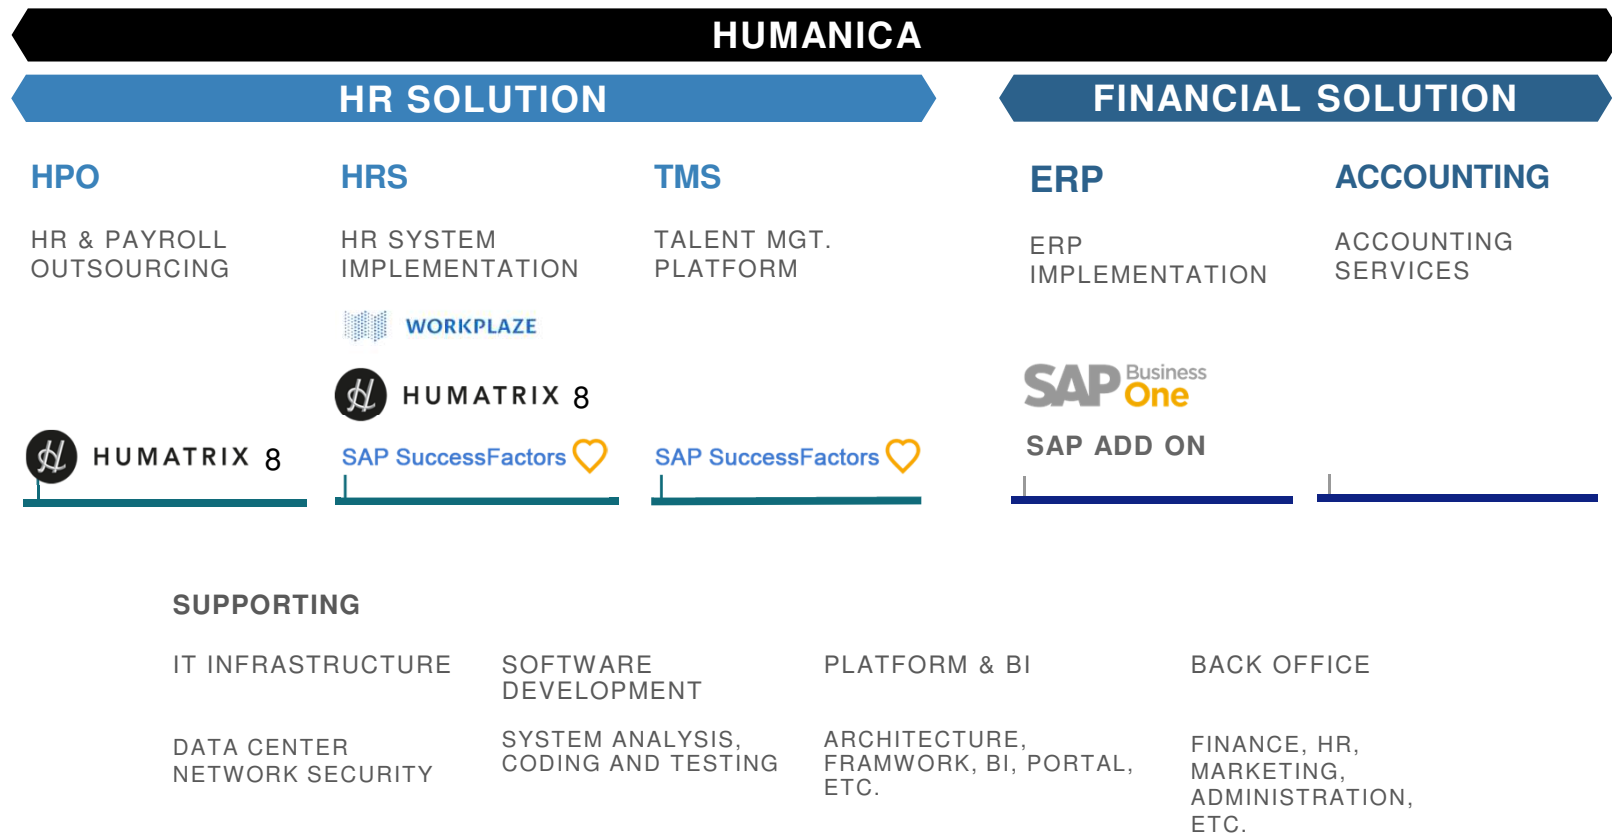 HUMANICA
HR SOLUTION
FINANCIAL SOLUTION
HPO
HR & PAYROLL
OUTSOURCING
HUMATRIX 8
HRS
HR SYSTEM
IMPLEMENTATION
WORKPLAZE
HUMATRIX 8
SAP SuccessFactors
TMS
TALENT MGT.
PLATFORM
SAP SuccessFactors
ERP
ERP
IMPLEMENTATION
SAP Business
One
SAP ADD ON
ACCOUNTING
ACCOUNTING
SERVICES
SUPPORTING
IT INFRASTRUCTURE
DATA CENTER
NETWORK SECURITY
SOFTWARE
DEVELOPMENT
SYSTEM ANALYSIS,
CODING AND TESTING
PLATFORM & BI
ARCHITECTURE,
FRAMWORK, BI, PORTAL,
ETC.
BACK OFFICE
FINANCE, HR,
MARKETING,
ADMINISTRATION,
ETC.